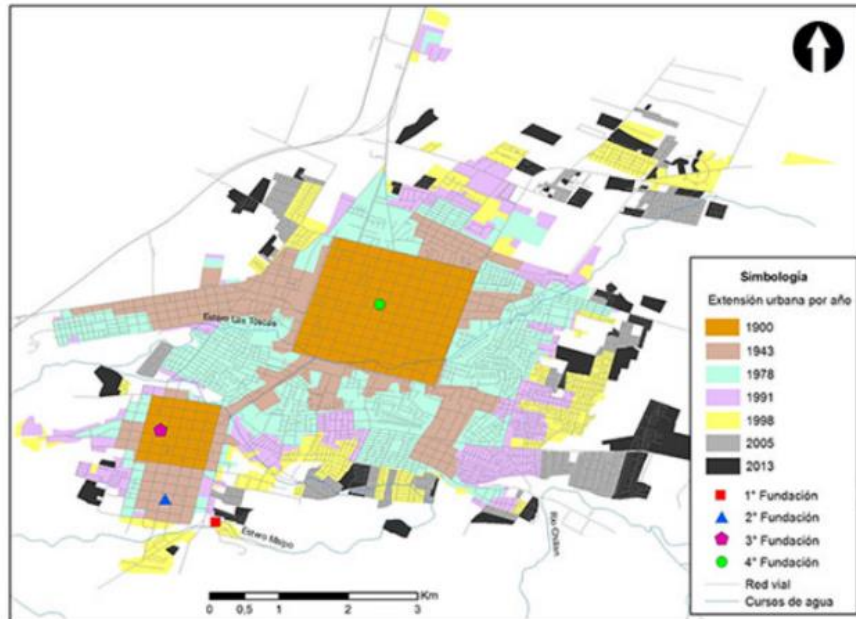 Estero Las Toscas
Estero Maipo
Río Chillán
0 0,5 1 2 3
Km
Simbología
Extensión urbana por año
1900
1943
1978
1991
1998
2005
2013
1° Fundación
2° Fundación
3° Fundación
4° Fundación
Red vial
Cursos de agua